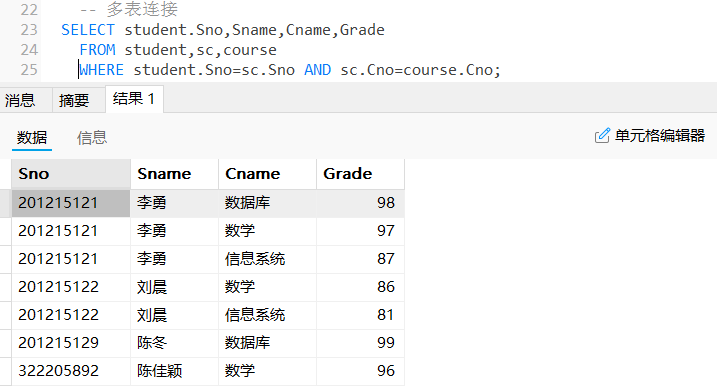 22 -- 多表连接
23 SELECT student.Sno,Sname,Cname,Grade
24 FROM student,sc,course
25 WHERE student.Sno=sc.Sno AND sc.Cno=course.Cno;
消息 摘要 结果 1
数据 信息 单元格编辑器
Sno Sname Cname Grade
201215121 李勇 数据库 98
201215121 李勇 数学 97
201215121 李勇 信息系统 87
201215122 刘晨 数学 86
201215122 刘晨 信息系统 81
201215129 陈冬 数据库 99
322205892 陈佳颖 数学 96